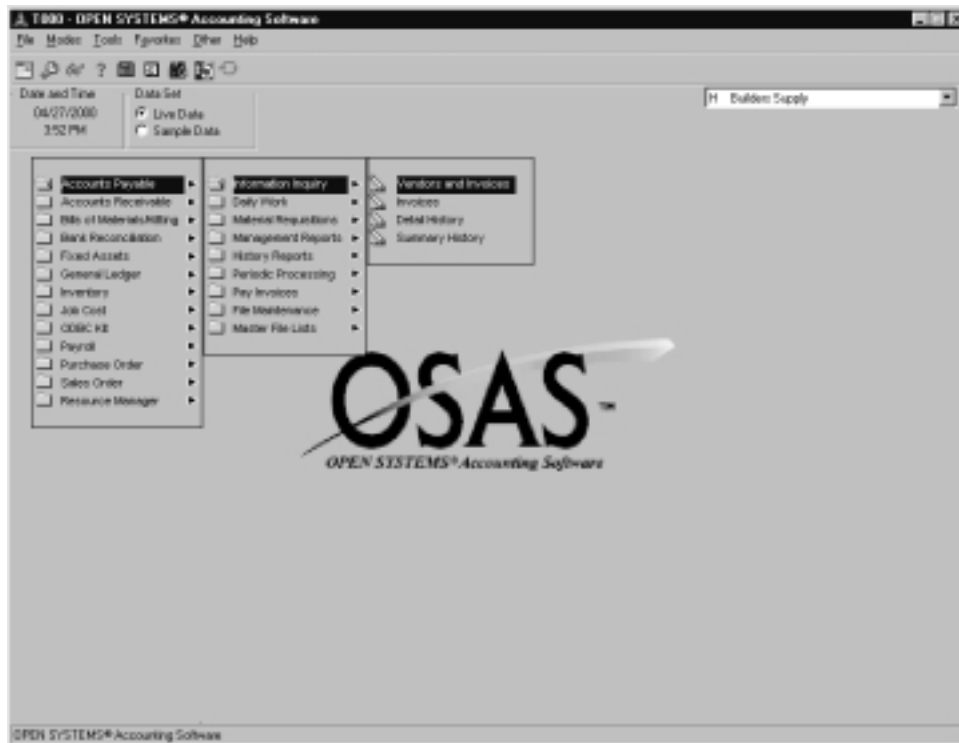 T000 - OPEN SYSTEMS® Accounting Software
File Modes Tools Favorites Other Help
Date and Time
04/27/2000
3:52 PM
Data Set
Live Data
Sample Data
H Builders Supply
Accounts Payable
Accounts Receivable
Bills of Materials/Kitting
Bank Reconciliation
Fixed Assets
General Ledger
Inventory
Job Cost
ODBC Kit
Payroll
Purchase Order
Sales Order
Resource Manager
Information Inquiry
Daily Work
Material Requisitions
Management Reports
History Reports
Periodic Processing
Pay Invoices
File Maintenance
Master File Lists
Vendors and Invoices
Invoices
Detail History
Summary History
OSAS™
OPEN SYSTEMS® Accounting Software
OPEN SYSTEMS® Accounting Software